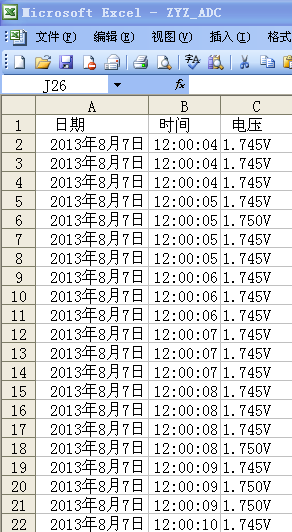 Microsoft Excel - ZYZ_ADC
文件(F) 编辑(E) 视图(V) 插入(I) 格式
J26 fx
A B C
1 日期 时间 电压
2 2013年8月7日 12:00:04 1.745V
3 2013年8月7日 12:00:04 1.745V
4 2013年8月7日 12:00:04 1.745V
5 2013年8月7日 12:00:05 1.745V
6 2013年8月7日 12:00:05 1.750V
7 2013年8月7日 12:00:05 1.745V
8 2013年8月7日 12:00:05 1.745V
9 2013年8月7日 12:00:06 1.745V
10 2013年8月7日 12:00:06 1.745V
11 2013年8月7日 12:00:06 1.745V
12 2013年8月7日 12:00:07 1.745V
13 2013年8月7日 12:00:07 1.745V
14 2013年8月7日 12:00:07 1.745V
15 2013年8月7日 12:00:08 1.745V
16 2013年8月7日 12:00:08 1.745V
17 2013年8月7日 12:00:08 1.745V
18 2013年8月7日 12:00:08 1.750V
19 2013年8月7日 12:00:09 1.745V
20 2013年8月7日 12:00:09 1.750V
21 2013年8月7日 12:00:09 1.750V
22 2013年8月7日 12:00:10 1.745V